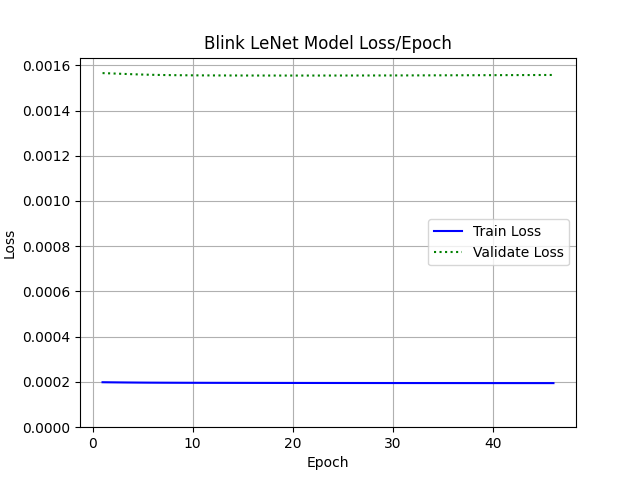 Blink LeNet Model Loss/Epoch
0.0016
0.0014
0.0012
0.0010
0.0008
0.0006
0.0004
0.0002
0.0000
Loss
Train Loss
Validate Loss
0 10 20 30 40
Epoch